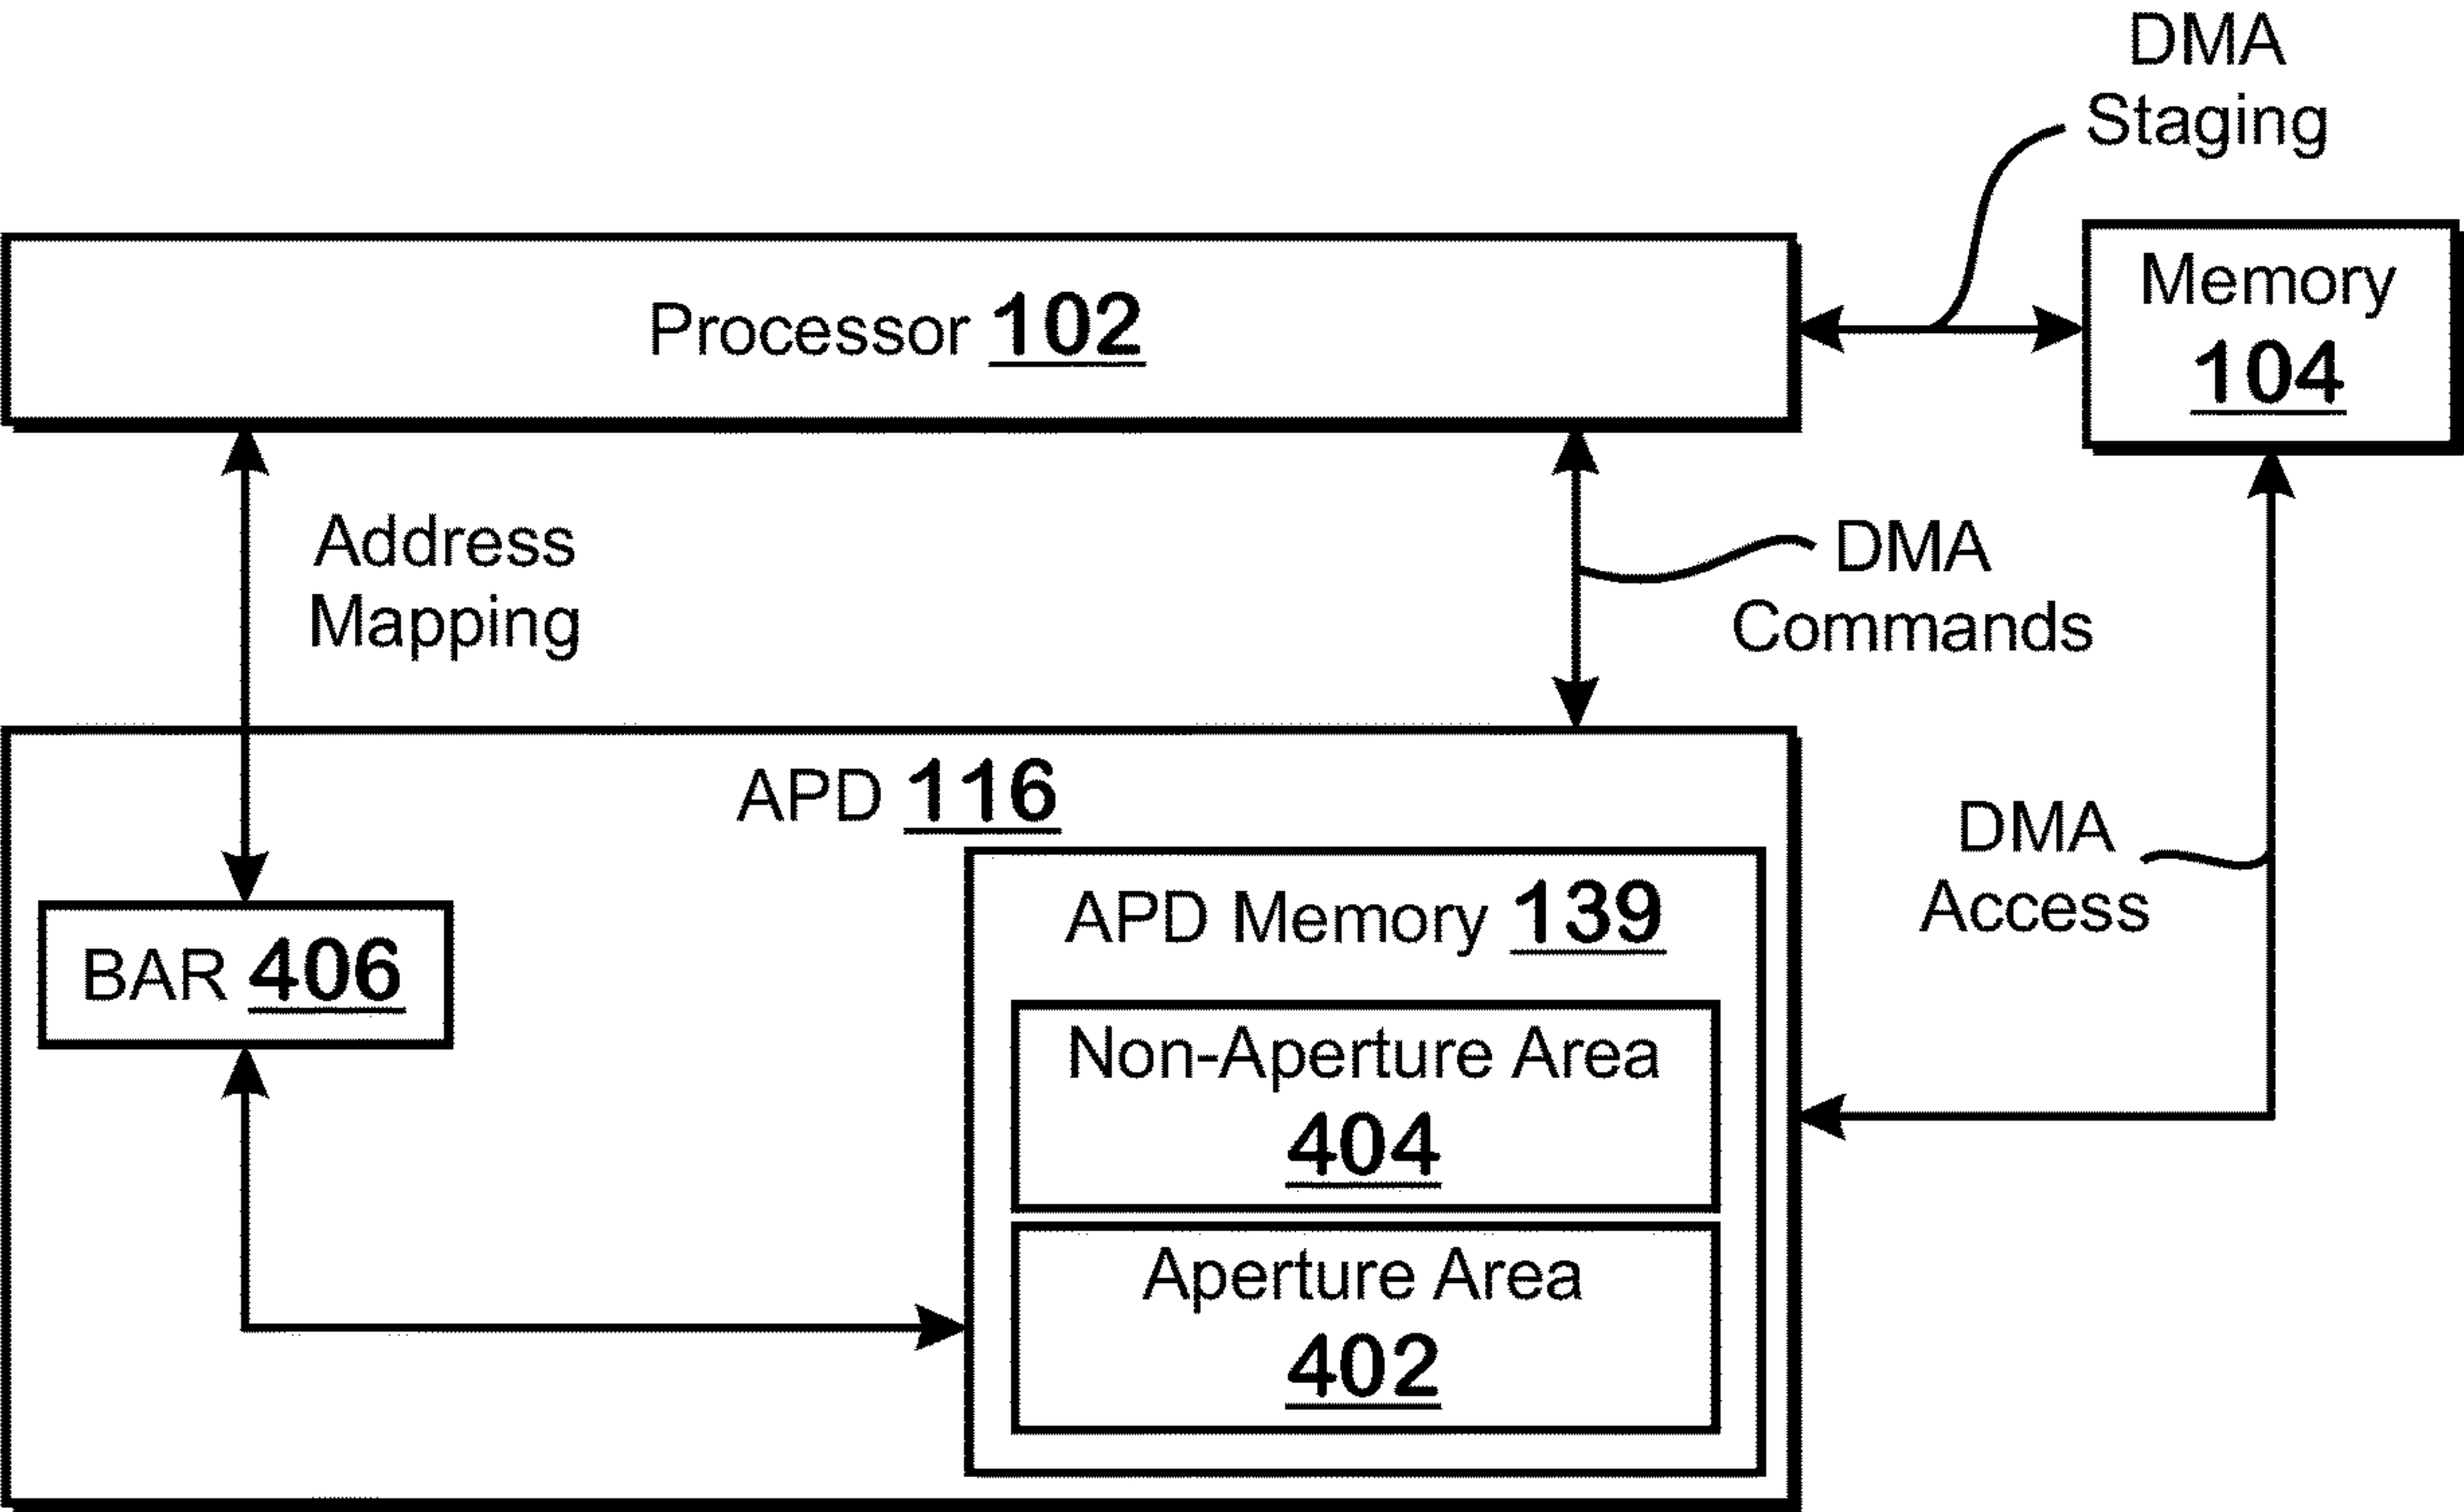 DMA
Staging
Processor 102
Memory
104
Address
Mapping
DMA
Commands
APD 116
DMA
Access
APD Memory 139
BAR 406
Non-Aperture Area
404
Aperture Area
402